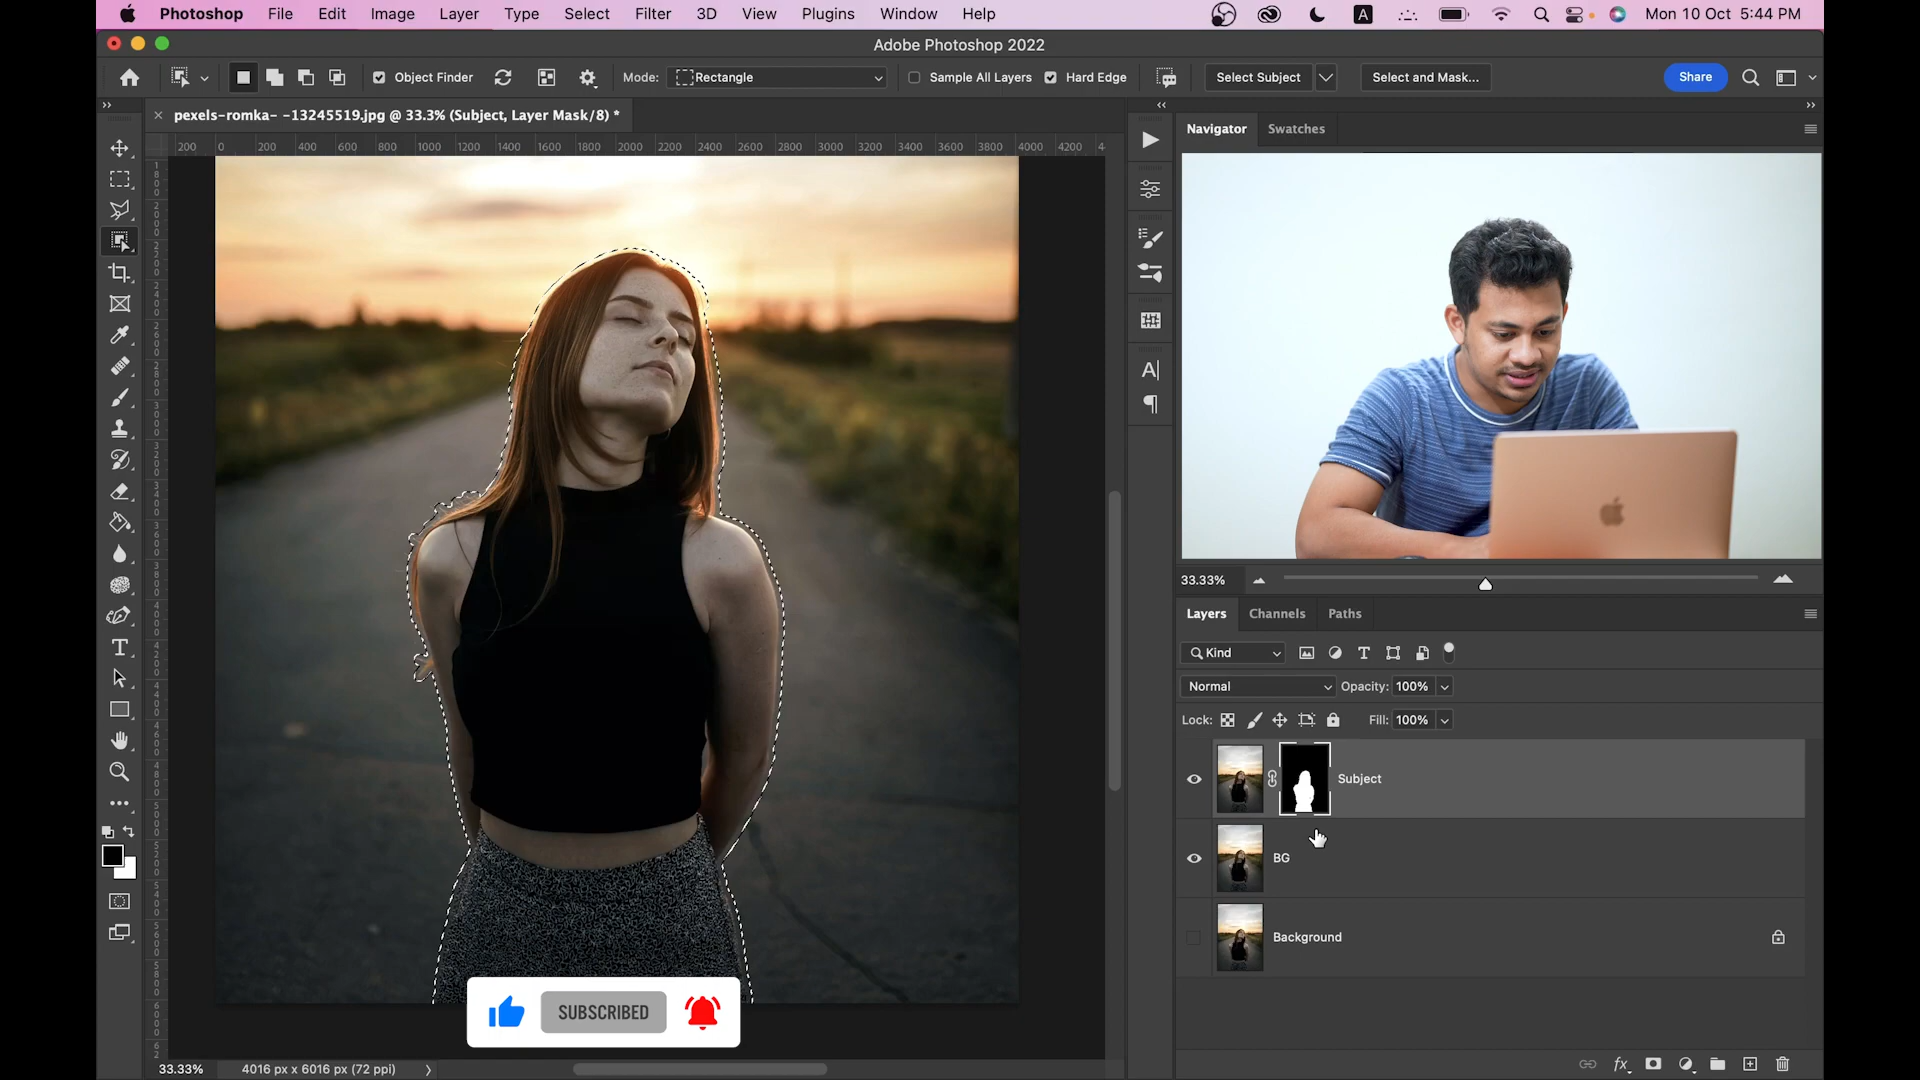 Photoshop File Edit Image Layer Type Select Filter 3D View Plugins Window Help A Mon 10 Oct 5:44 PM
Adobe Photoshop 2022
Object Finder Mode: Rectangle Sample All Layers Hard Edge Select Subject Select and Mask... Share
pexels-romka- -13245519.jpg @ 33.3% (Subject, Layer Mask/8) *
200 0 200 400 600 800 1000 1200 1400 1600 1800 2000 2200 2400 2600 2800 3000 3200 3400 3600 3800 4000 4200 4
Navigator Swatches
33.33%
Layers Channels Paths
Kind
Normal Opacity: 100%
Lock: Fill: 100%
Subject
BG
Background
SUBSCRIBED
33.33% 4016 px x 6016 px (72 ppi)